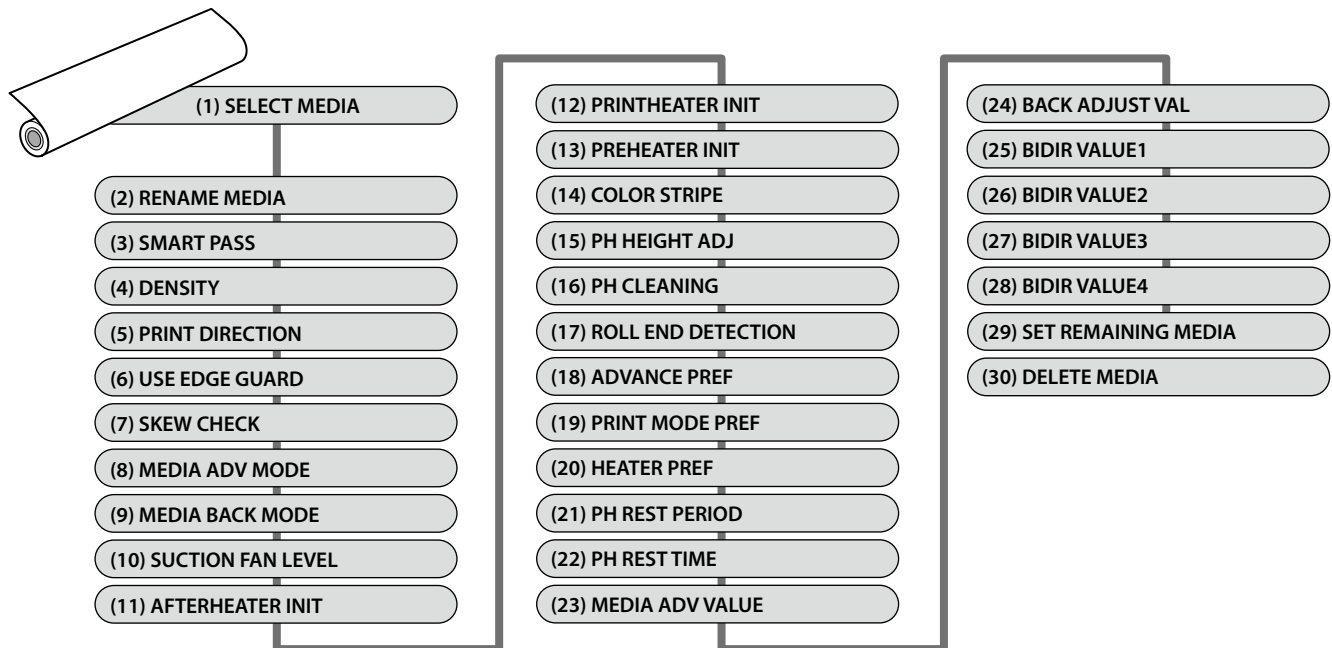 (1) SELECT MEDIA
(2) RENAME MEDIA
(3) SMART PASS
(4) DENSITY
(5) PRINT DIRECTION
(6) USE EDGE GUARD
(7) SKEW CHECK
(8) MEDIA ADV MODE
(9) MEDIA BACK MODE
(10) SUCTION FAN LEVEL
(11) AFTERHEATER INIT
(12) PRINTHEATER INIT
(13) PREHEATER INIT
(14) COLOR STRIPE
(15) PH HEIGHT ADJ
(16) PH CLEANING
(17) ROLL END DETECTION
(18) ADVANCE PREF
(19) PRINT MODE PREF
(20) HEATER PREF
(21) PH REST PERIOD
(22) PH REST TIME
(23) MEDIA ADV VALUE
(24) BACK ADJUST VAL
(25) BIDIR VALUE1
(26) BIDIR VALUE2
(27) BIDIR VALUE3
(28) BIDIR VALUE4
(29) SET REMAINING MEDIA
(30) DELETE MEDIA